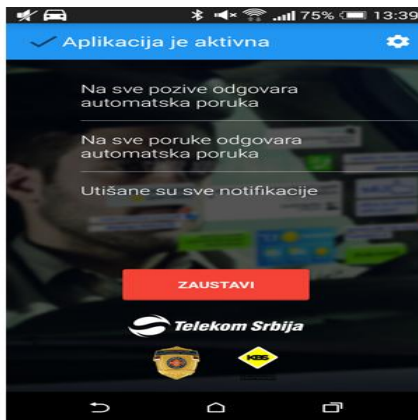 75% 13:39
Aplikacija je aktivna
Na sve pozive odgovara
automatska poruka
Na sve poruke odgovara
automatska poruka
Utišane su sve notifikacije
ZAUSTAVI
Telekom Srbija
KBS